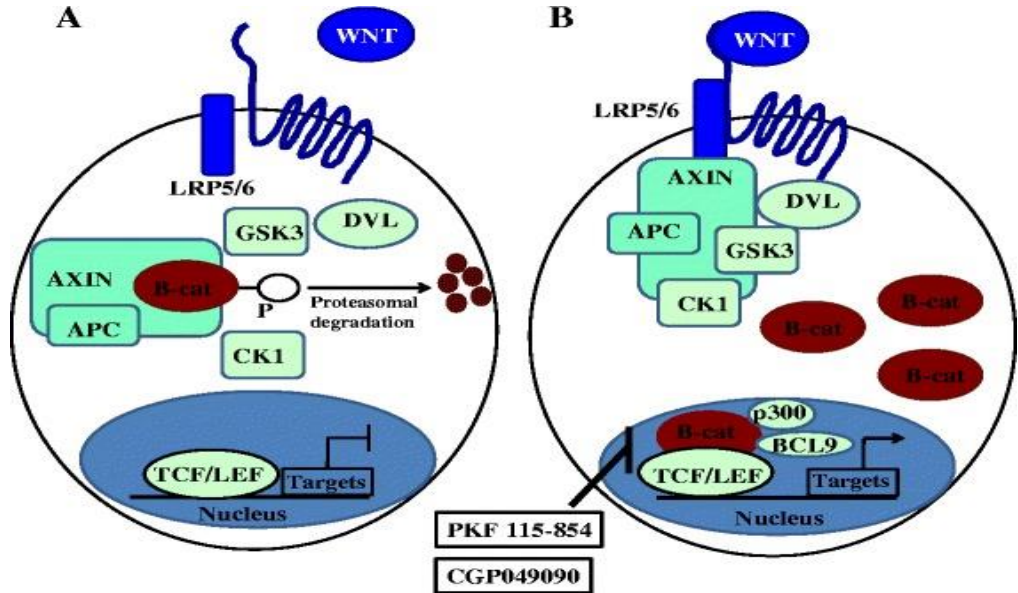 A
WNT
LRP5/6
GSK3
DVL
AXIN
B-cat
P
Proteasomal
degradation
APC
CK1
TCF/LEF
Targets
Nucleus
B
WNT
LRP5/6
AXIN
DVL
APC
GSK3
CK1
B-cat
B-cat
B-cat
p300
B-cat
BCL9
TCF/LEF
Targets
Nucleus
PKF 115-854
CGP049090